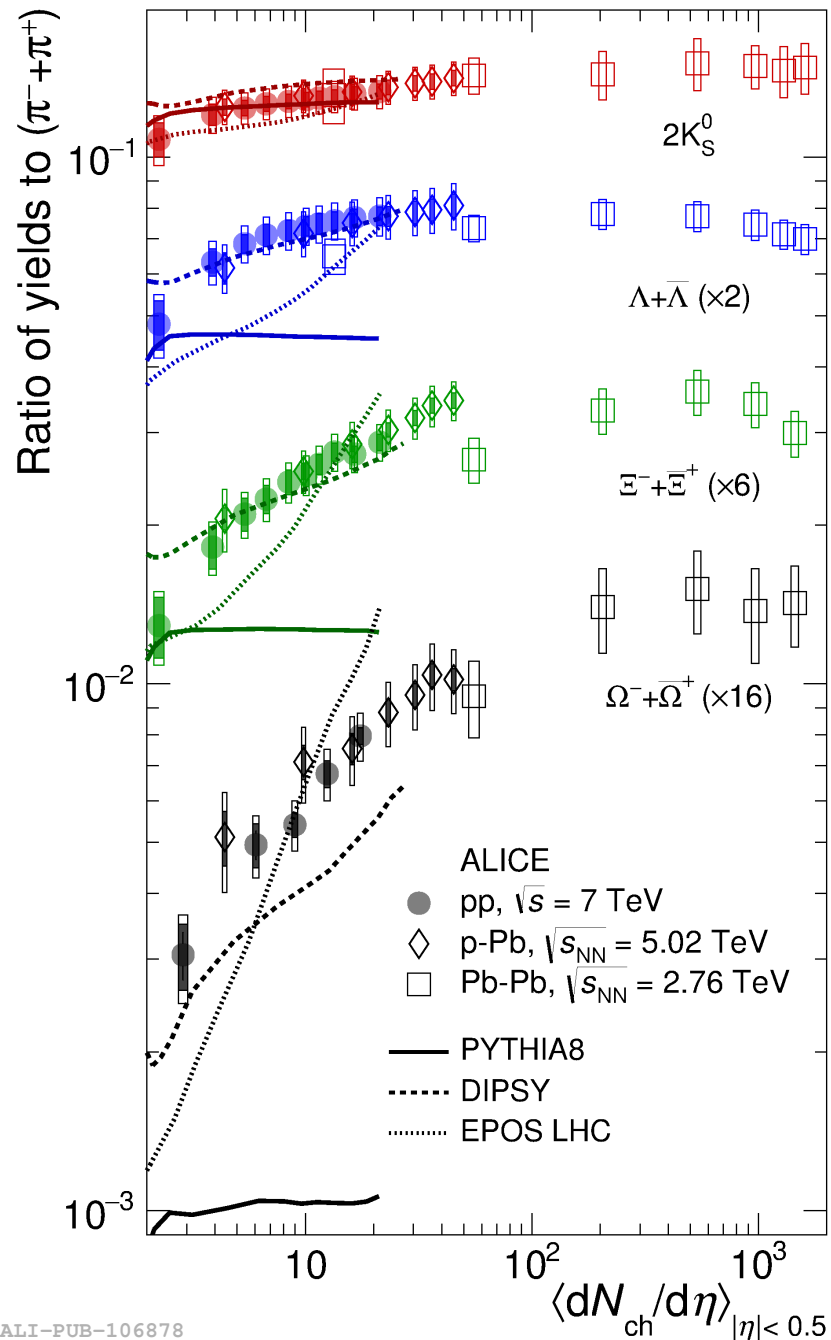 Ratio of yields to (π⁻+π⁺)
10⁻¹
10⁻²
10⁻³
2K⁰S
Λ+Λ̅ (×2)
Ξ⁻+Ξ̅⁺ (×6)
Ω⁻+Ω̅⁺ (×16)
ALICE
pp, √s = 7 TeV
p-Pb, √sNN = 5.02 TeV
Pb-Pb, √sNN = 2.76 TeV
PYTHIA8
DIPSY
EPOS LHC
10 10² 10³
⟨dNch/dη⟩|η|< 0.5
ALI-PUB-106878